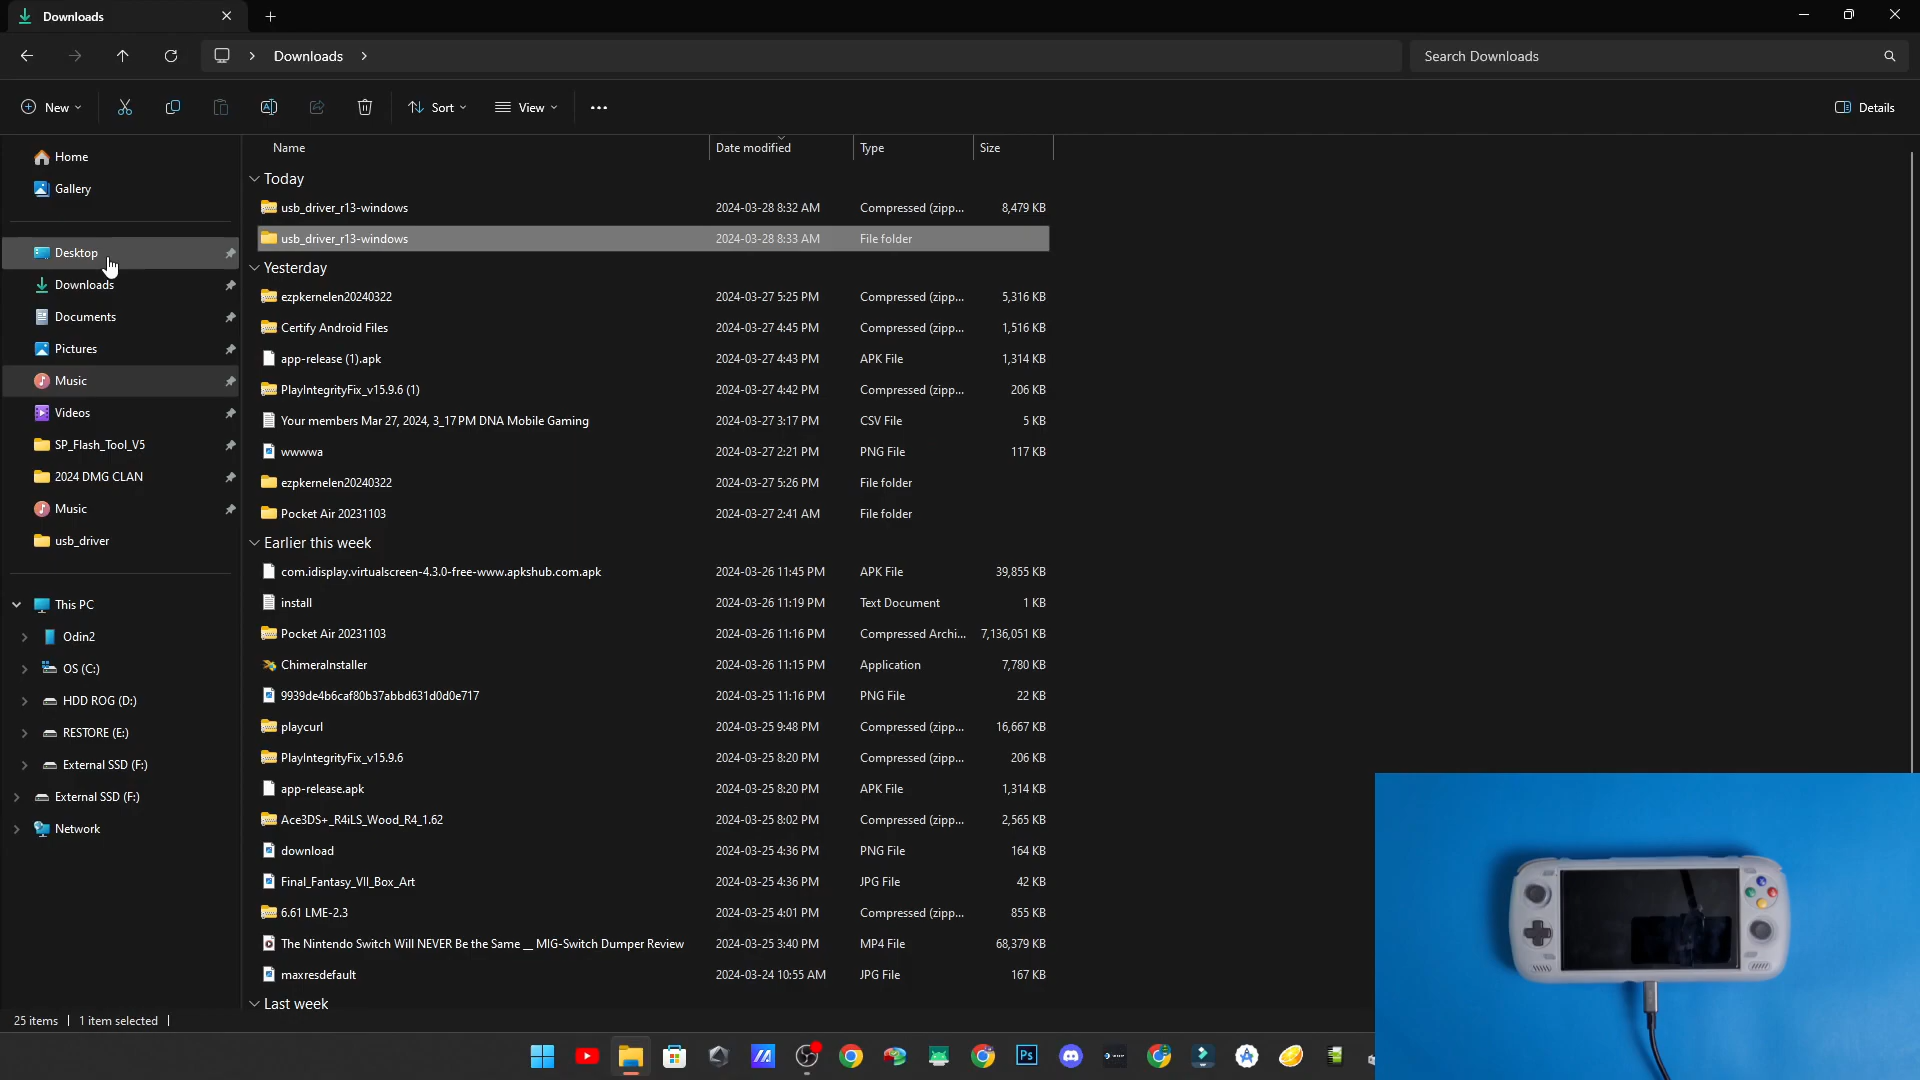 Downloads
Downloads
Search Downloads
New
Sort
View
Details
Home
Gallery
Desktop
Downloads
Documents
Pictures
Music
Videos
SP_Flash_Tool_V5
2024 DMG CLAN
Music
usb_driver
This PC
Odin2
OS (C:)
HDD ROG (D:)
RESTORE (E:)
External SSD (F:)
External SSD (F:)
Network
Name Date modified Type Size
Today
usb_driver_r13-windows 2024-03-28 8:32 AM Compressed (zipp... 8,479 KB
usb_driver_r13-windows 2024-03-28 8:33 AM File folder
Yesterday
ezpkernelen20240322 2024-03-27 5:25 PM Compressed (zipp... 5,316 KB
Certify Android Files 2024-03-27 4:45 PM Compressed (zipp... 1,516 KB
app-release (1).apk 2024-03-27 4:43 PM APK File 1,314 KB
PlayIntegrityFix_v15.9.6 (1) 2024-03-27 4:42 PM Compressed (zipp... 206 KB
Your members Mar 27, 2024, 3_17 PM DNA Mobile Gaming 2024-03-27 3:17 PM CSV File 5 KB
wwwwa 2024-03-27 2:21 PM PNG File 117 KB
ezpkernelen20240322 2024-03-27 5:26 PM File folder
Pocket Air 20231103 2024-03-27 2:41 AM File folder
Earlier this week
com.idisplay.virtualscreen-4.3.0-free-www.apkshub.com.apk 2024-03-26 11:45 PM APK File 39,855 KB
install 2024-03-26 11:19 PM Text Document 1 KB
Pocket Air 20231103 2024-03-26 11:16 PM Compressed Archi... 7,136,051 KB
ChimeraInstaller 2024-03-26 11:15 PM Application 7,780 KB
9939de4b6caf80b37abbd631d0d0e717 2024-03-25 11:16 PM PNG File 22 KB
playcurl 2024-03-25 9:48 PM Compressed (zipp... 16,667 KB
PlayIntegrityFix_v15.9.6 2024-03-25 8:20 PM Compressed (zipp... 206 KB
app-release.apk 2024-03-25 8:20 PM APK File 1,314 KB
Ace3DS+_R4iLS_Wood_R4_1.62 2024-03-25 8:02 PM Compressed (zipp... 2,565 KB
download 2024-03-25 4:36 PM PNG File 164 KB
Final_Fantasy_VII_Box_Art 2024-03-25 4:36 PM JPG File 42 KB
6.61 LME-2.3 2024-03-25 4:01 PM Compressed (zipp... 855 KB
The Nintendo Switch Will NEVER Be the Same __ MIG-Switch Dumper Review 2024-03-25 3:40 PM MP4 File 68,379 KB
maxresdefault 2024-03-24 10:55 AM JPG File 167 KB
Last week
25 items 1 item selected
Ps